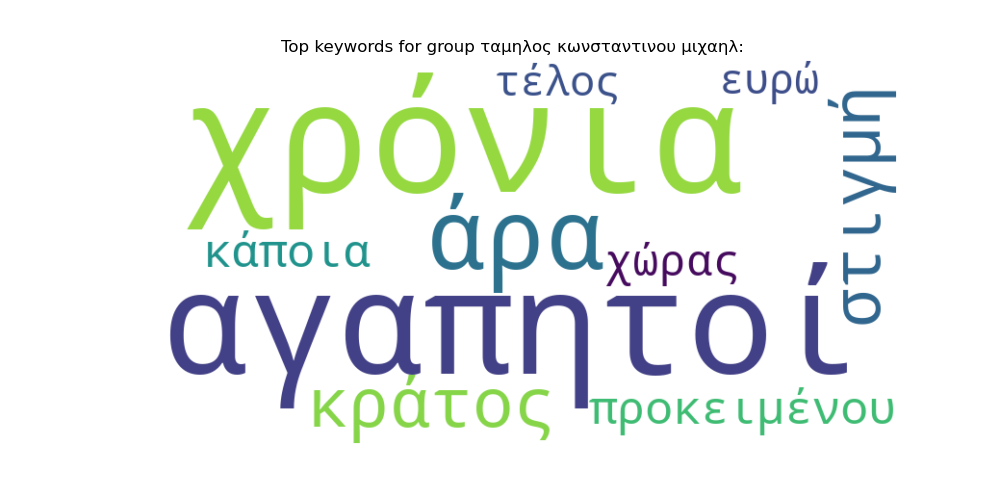 Top keywords for group ταμηλος κωνσταντινου μιχαηλ:
τέλος
ευρώ
χρόνια
στιγμή
άρα
κάποια
χώρας
αγαπητοί
κράτος
προκειμένου